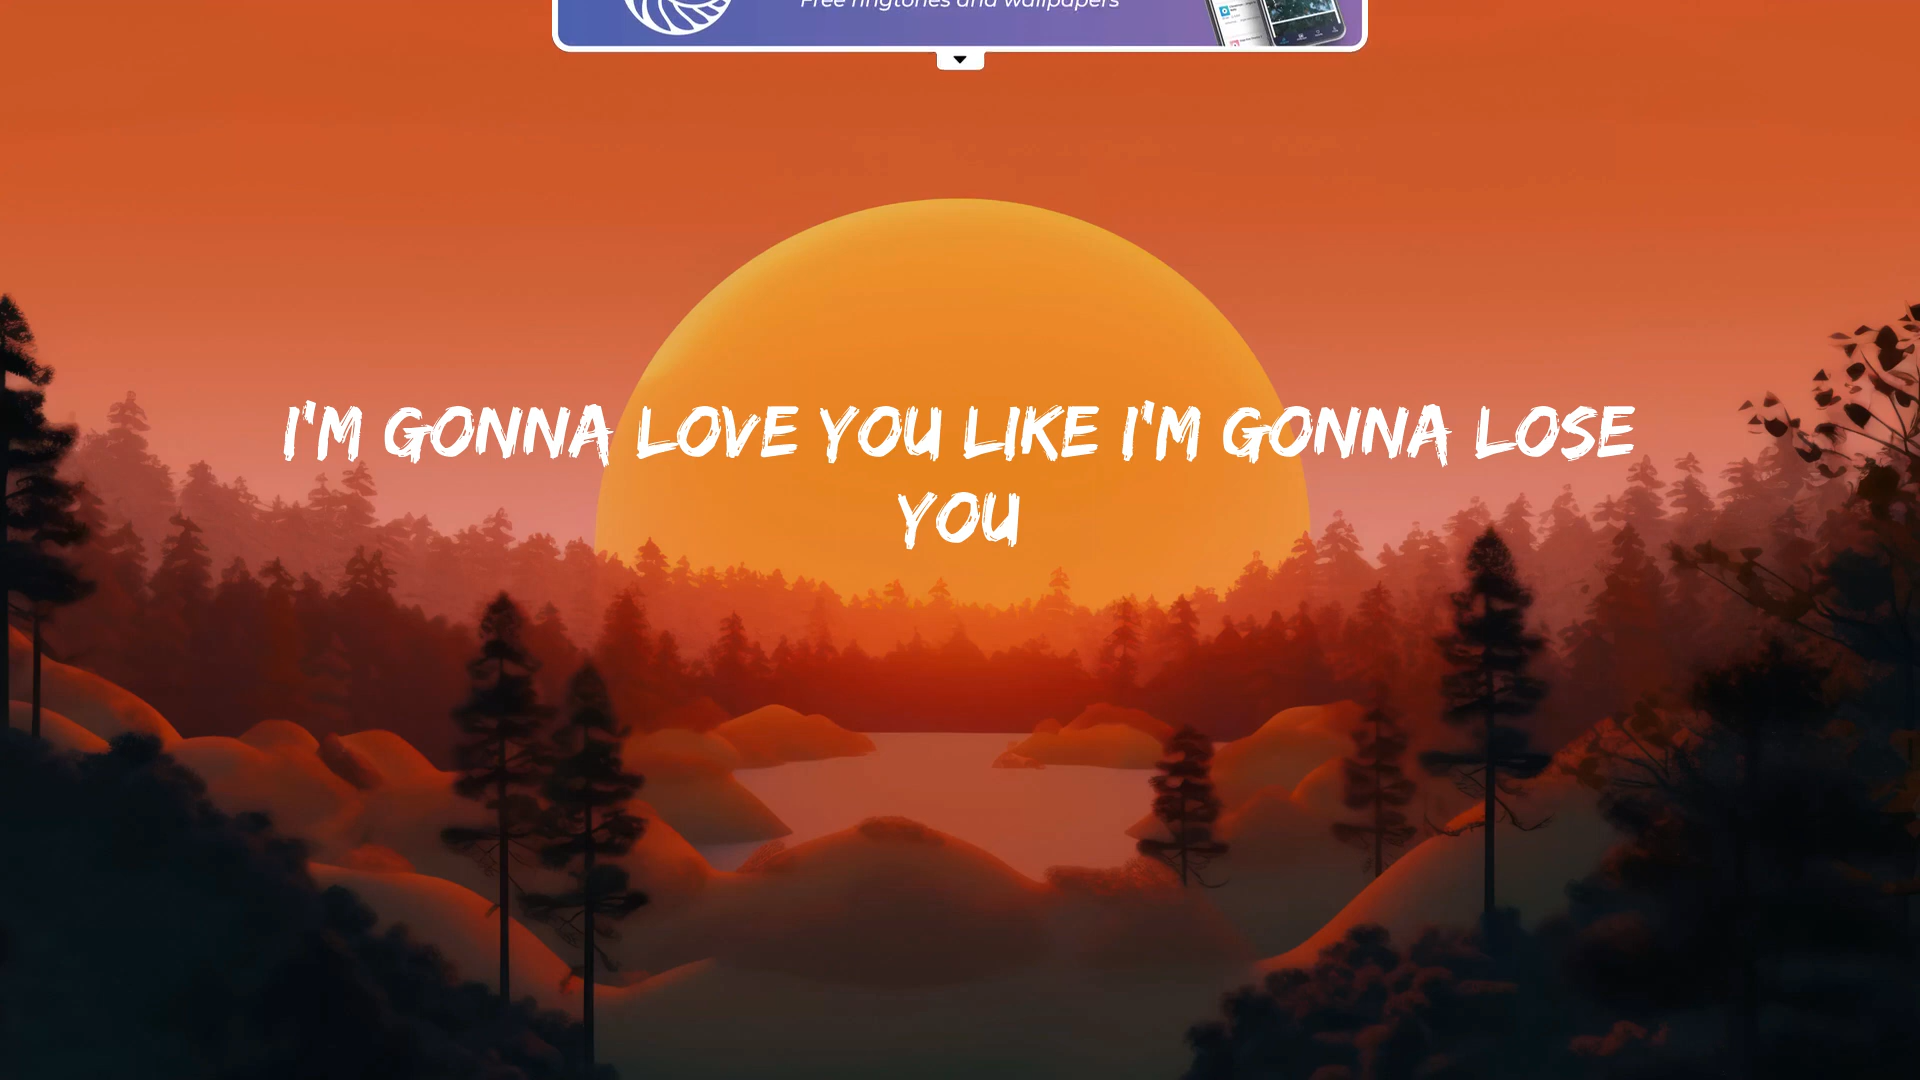 Free ringtones and wallpapers
I'M GONNA LOVE YOU LIKE I'M GONNA LOSE
YOU